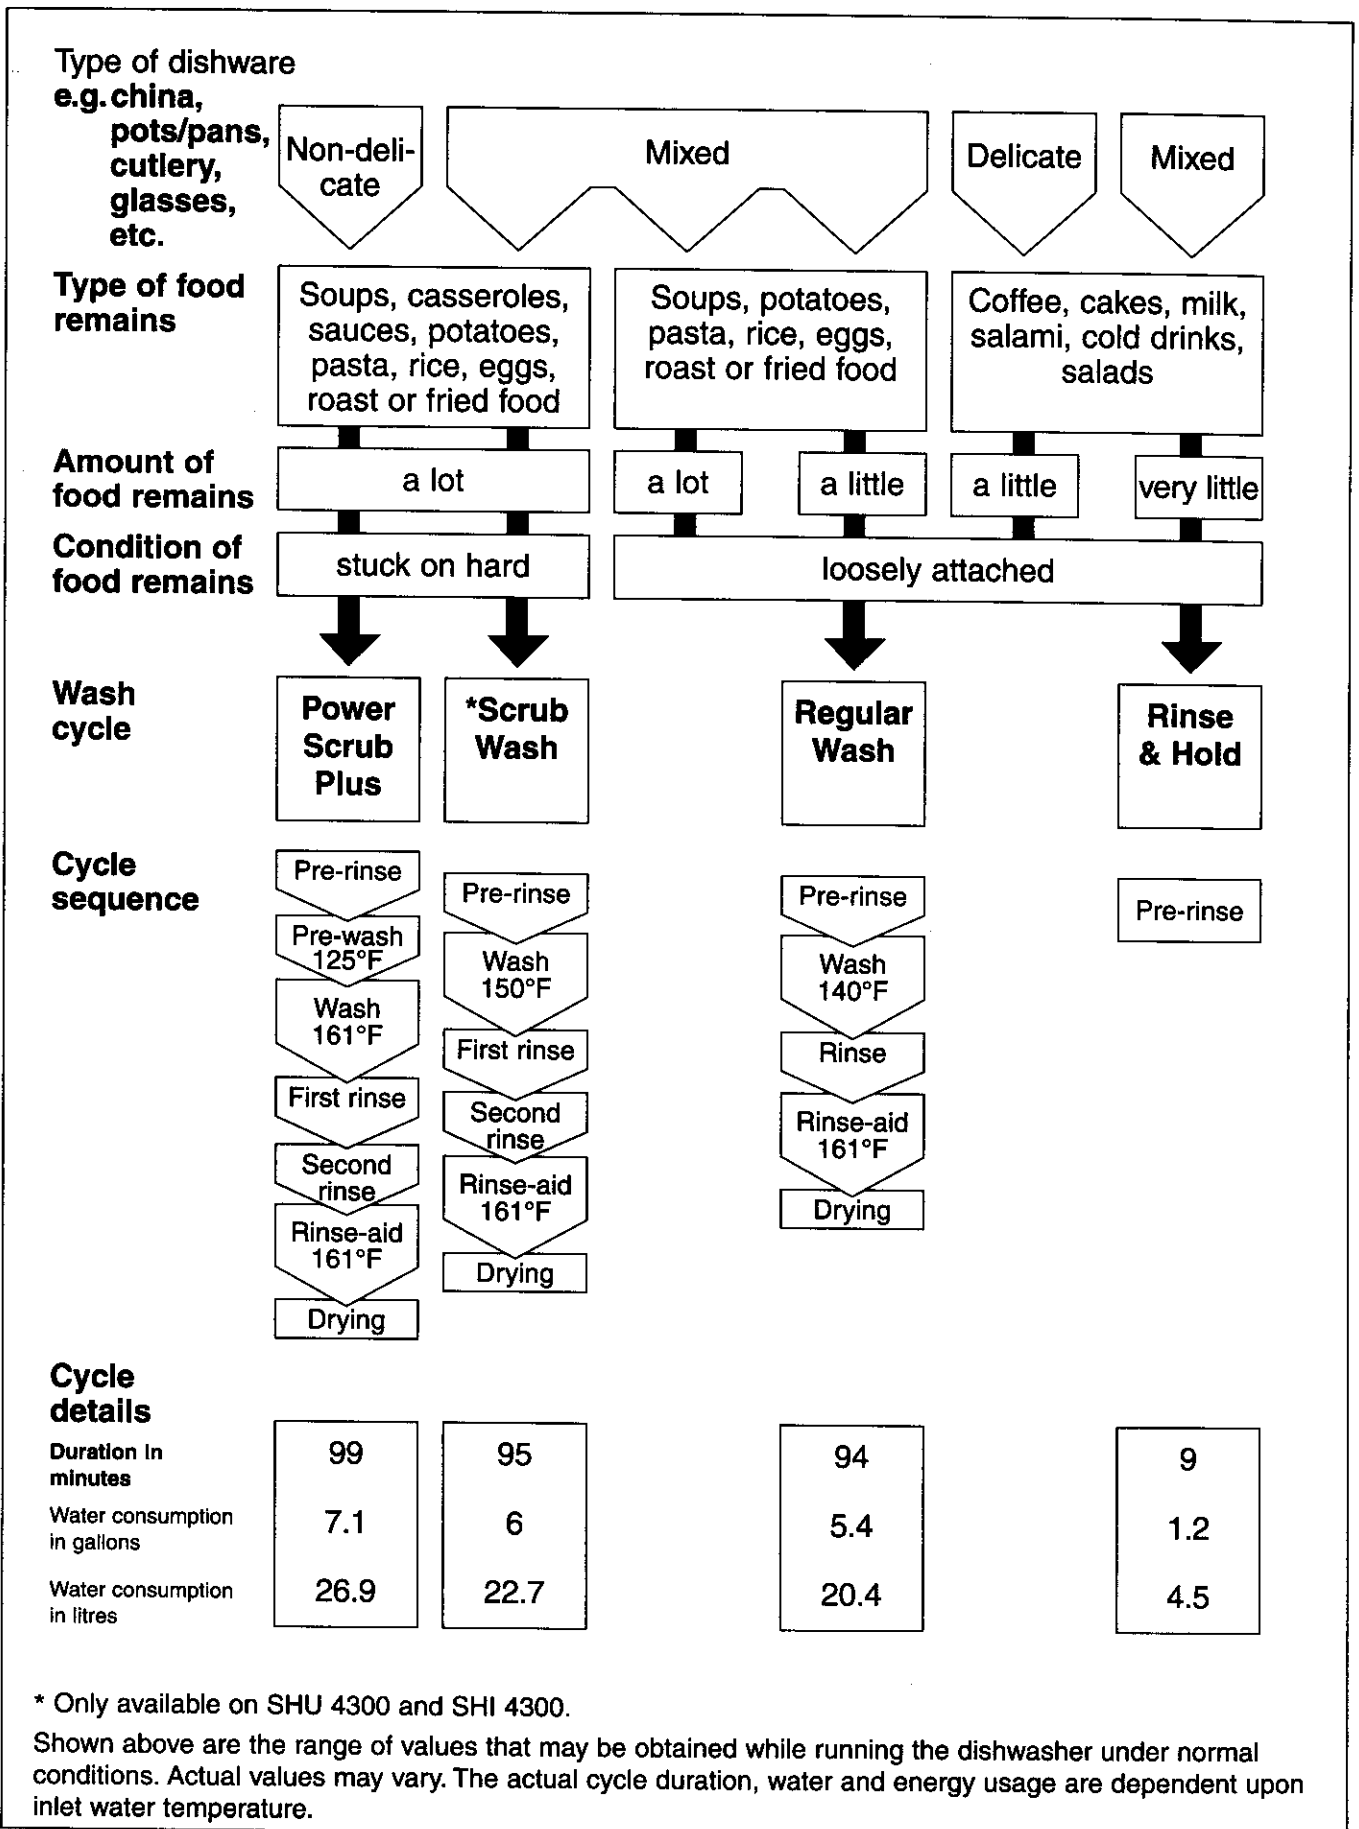 Type of dishware
e.g. china,
pots/pans,
cutlery,
glasses,
etc.
Non-deli-
cate
Mixed
Delicate
Mixed
Type of food
remains
Soups, casseroles,
sauces, potatoes,
pasta, rice, eggs,
roast or fried food
Soups, potatoes,
pasta, rice, eggs,
roast or fried food
Coffee, cakes, milk,
salami, cold drinks,
salads
Amount of
food remains
a lot
a lot
a little
a little
very little
Condition of
food remains
stuck on hard
loosely attached
Wash
cycle
Power
Scrub
Plus
*Scrub
Wash
Regular
Wash
Rinse
& Hold
Cycle
sequence
Pre-rinse
Pre-wash
125°F
Wash
161°F
First rinse
Second
rinse
Rinse-aid
161°F
Drying
Pre-rinse
Wash
150°F
First rinse
Second
rinse
Rinse-aid
161°F
Drying
Pre-rinse
Wash
140°F
Rinse
Rinse-aid
161°F
Drying
Pre-rinse
Cycle
details
Duration in
minutes
99
95
94
9
Water consumption
in gallons
7.1
6
5.4
1.2
Water consumption
in litres
26.9
22.7
20.4
4.5
* Only available on SHU 4300 and SHI 4300.
Shown above are the range of values that may be obtained while running the dishwasher under normal
conditions. Actual values may vary. The actual cycle duration, water and energy usage are dependent upon
inlet water temperature.